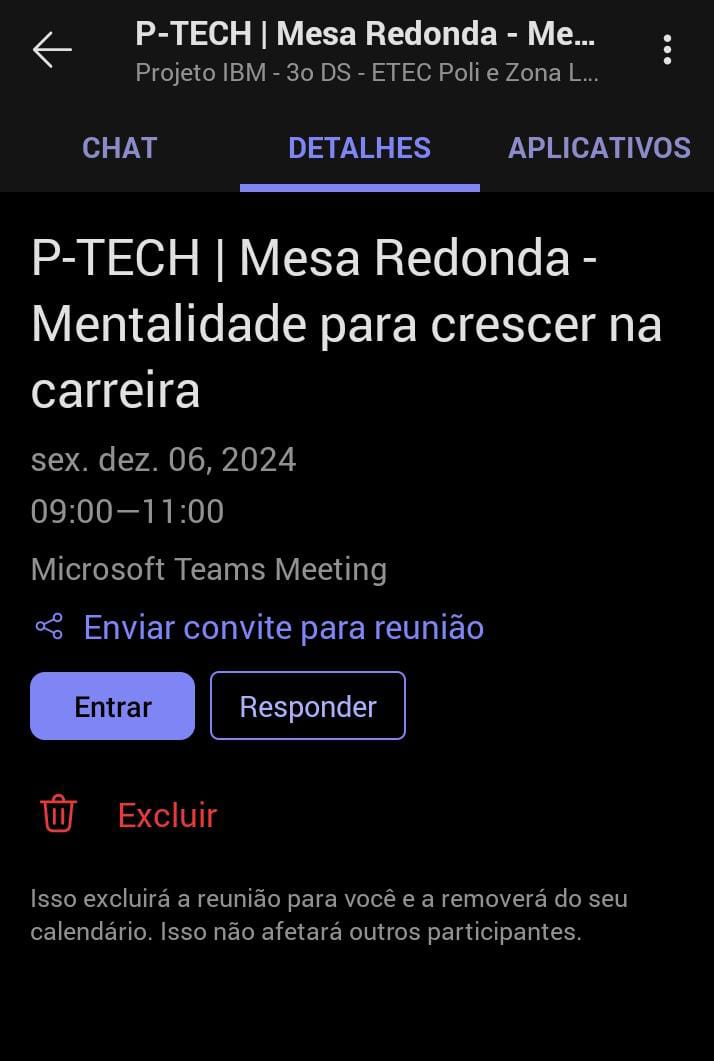 P-TECH | Mesa Redonda - Me...
Projeto IBM - 3o DS - ETEC Poli e Zona L...
CHAT
DETALHES
APLICATIVOS
P-TECH | Mesa Redonda -
Mentalidade para crescer na
carreira
sex. dez. 06, 2024
09:00—11:00
Microsoft Teams Meeting
Enviar convite para reunião
Entrar
Responder
Excluir
Isso excluirá a reunião para você e a removerá do seu
calendário. Isso não afetará outros participantes.